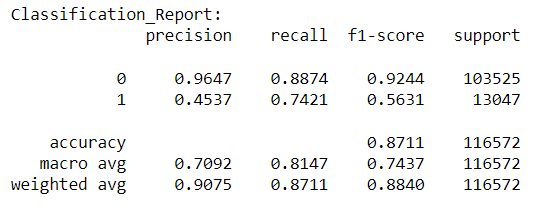 Classification_Report:
precision recall f1-score support
0 0.9647 0.8874 0.9244 103525
1 0.4537 0.7421 0.5631 13047
accuracy 0.8711 116572
macro avg 0.7092 0.8147 0.7437 116572
weighted avg 0.9075 0.8711 0.8840 116572